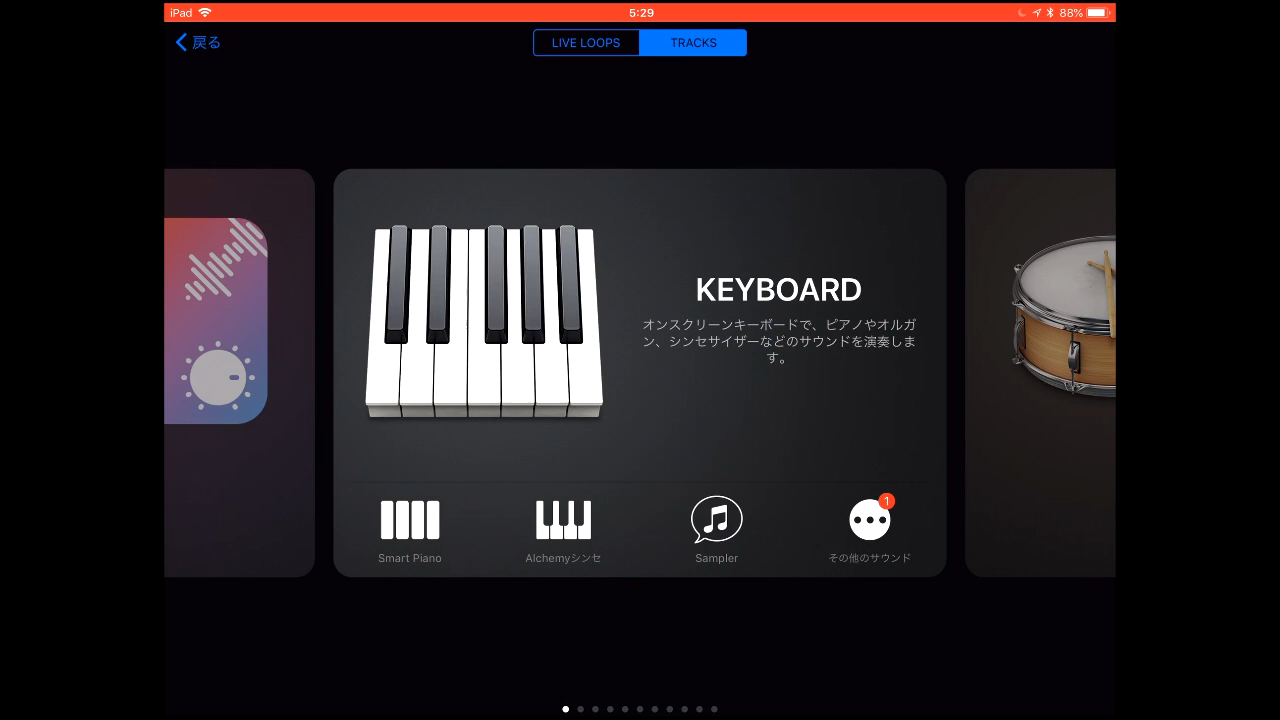 iPad 5:29 88%
戻る LIVE LOOPS TRACKS
KEYBOARD
オンスクリーンキーボードで、ピアノやオルガ
ン、シンセサイザーなどのサウンドを演奏しま
す。
1
Smart Piano Alchemyシンセ Sampler その他のサウンド